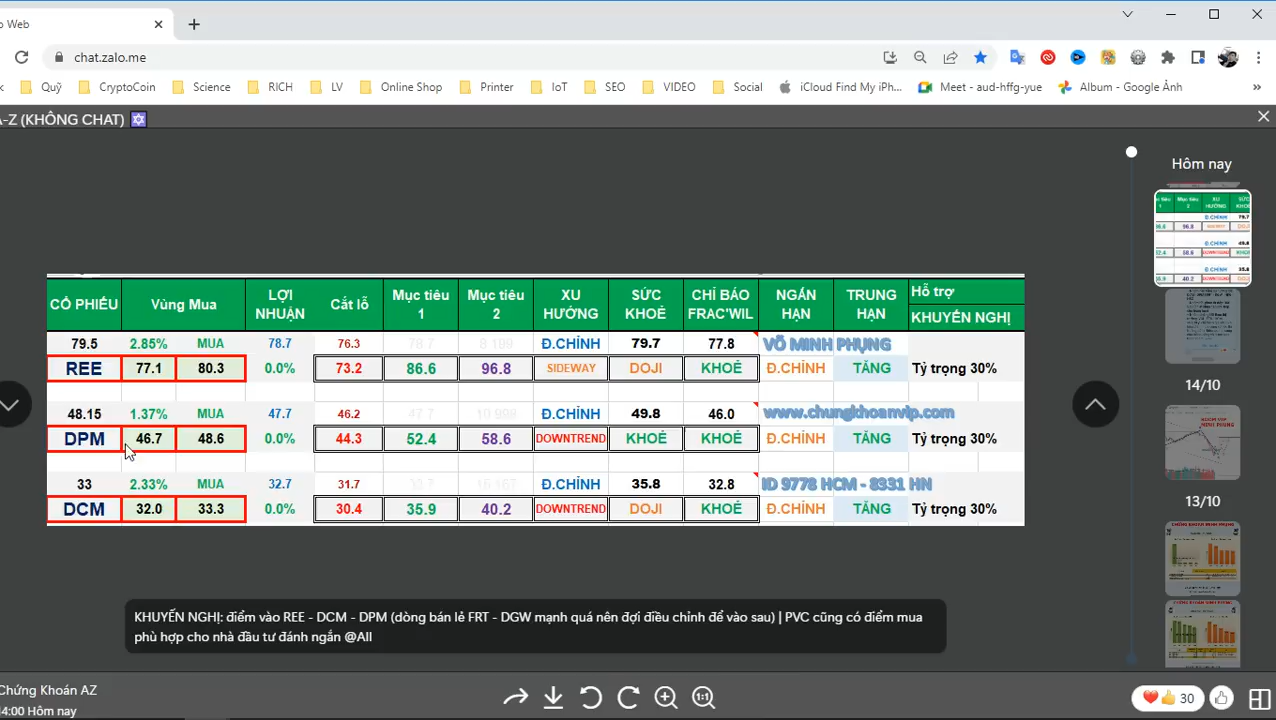 o Web
chat.zalo.me
Quỹ CryptoCoin Science RICH LV Online Shop Printer IoT SEO VIDEO Social iCloud Find My iPh... Meet - aud-hffg-yue Album - Google Ảnh
A-Z (KHÔNG CHAT)
Hôm nay
CỔ PHIẾU Vùng Mua LỢI NHUẬN Cắt lỗ Mục tiêu 1 Mục tiêu 2 XU HƯỚNG SỨC KHOẺ CHỈ BÁO FRAC'WIL NGẮN HẠN TRUNG HẠN Hỗ trợ KHUYẾN NGHỊ
79.5 2.85% MUA 78.7 76.3 Đ.CHỈNH 79.7 77.8 VÕ MINH PHỤNG
REE 77.1 80.3 0.0% 73.2 86.6 96.8 SIDEWAY DOJI KHOẺ Đ.CHỈNH TĂNG Tỷ trọng 30%
48.15 1.37% MUA 47.7 46.2 47.7 Đ.CHỈNH 49.8 46.0 www.chungkhoanvip.com
DPM 46.7 48.6 0.0% 44.3 52.4 58.6 DOWNTREND KHOẺ KHOẺ Đ.CHỈNH TĂNG Tỷ trọng 30%
33 2.33% MUA 32.7 31.7 Đ.CHỈNH 35.8 32.8 ID 9778 HCM - 8331 HN
DCM 32.0 33.3 0.0% 30.4 35.9 40.2 DOWNTREND DOJI KHOẺ Đ.CHỈNH TĂNG Tỷ trọng 30%
14/10
13/10
KHUYẾN NGHỊ: điểm vào REE - DCM - DPM (dòng bán lẻ FRT, DGW mạnh quá nên đợi điều chỉnh để vào sau) PVC cũng có điểm mua
phù hợp cho nhà đầu tư đánh ngắn @All
Chứng Khoán AZ
14:00 Hôm nay
30
1:1